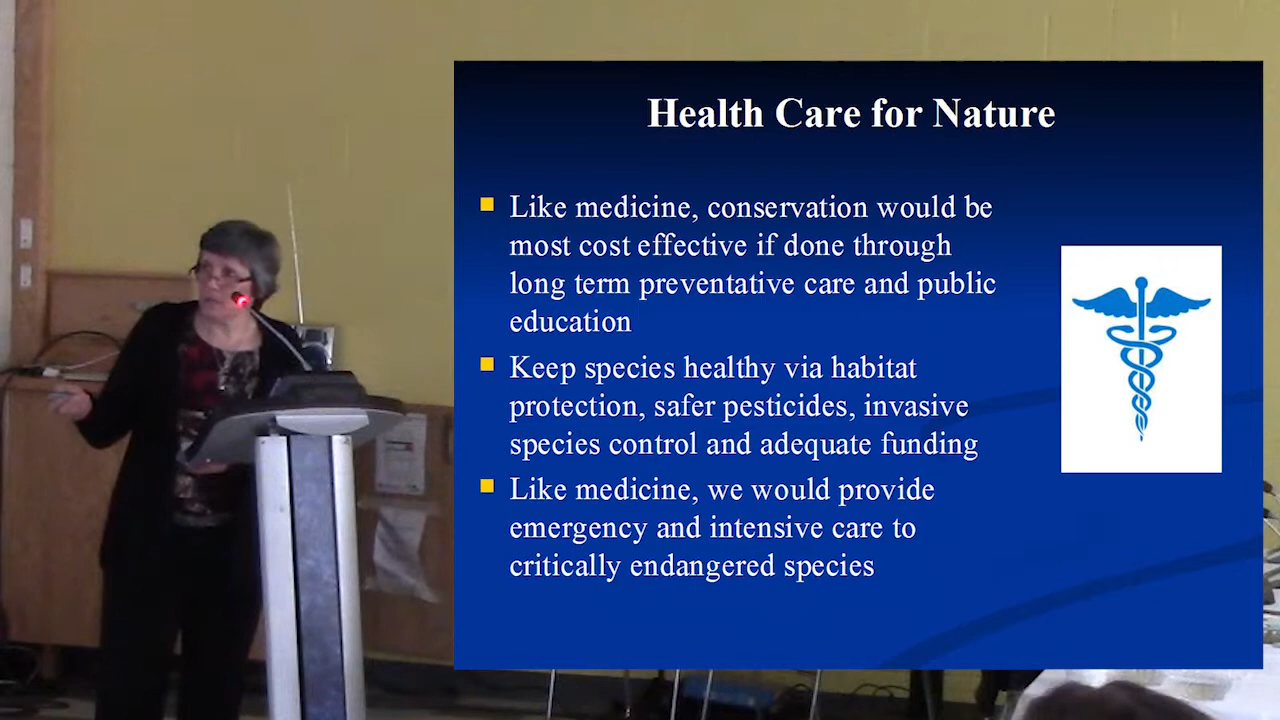 Health Care for Nature
Like medicine, conservation would be
most cost effective if done through
long term preventative care and public
education
Keep species healthy via habitat
protection, safer pesticides, invasive
species control and adequate funding
Like medicine, we would provide
emergency and intensive care to
critically endangered species